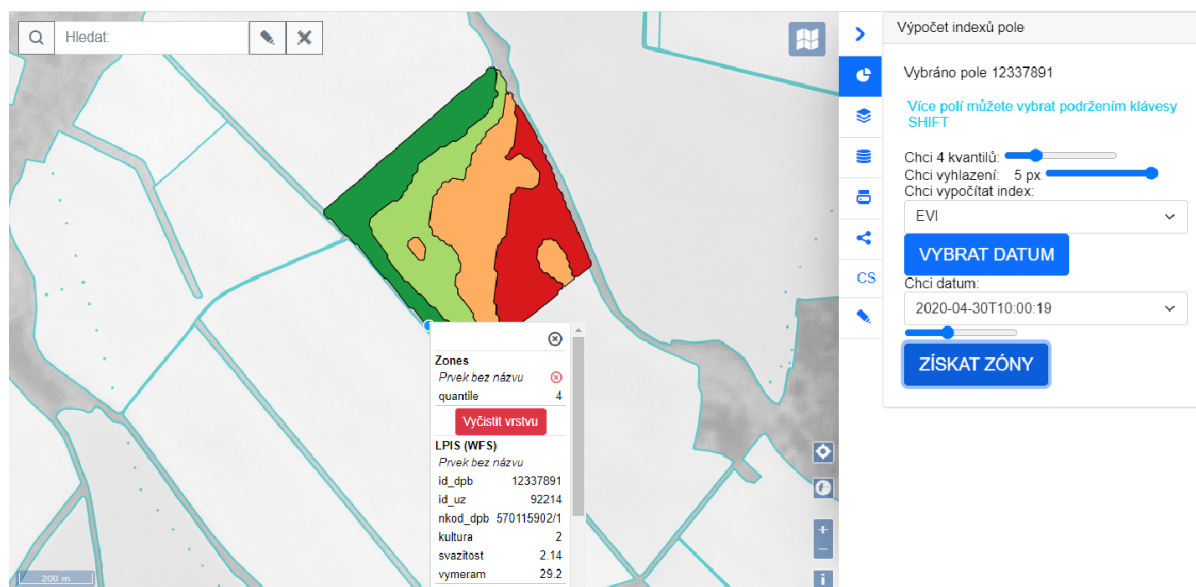 Hledat:
200 m
Zones
Prvek bez názvu
quantile 4
Vyčistit vrstvu
LPIS (WFS)
Prvek bez názvu
id_dpb 12337891
id_uz 92214
nkod_dpb 570115902/1
kultura 2
svazitost 2.14
vymeram 29.2
+
−
i
CS
Výpočet indexů pole
Vybráno pole 12337891
Více polí můžete vybrat podržením klávesy
SHIFT
Chci 4 kvantilů:
Chci vyhlazení: 5 px
Chci vypočítat index:
EVI
VYBRAT DATUM
Chci datum:
2020-04-30T10:00:19
ZÍSKAT ZÓNY